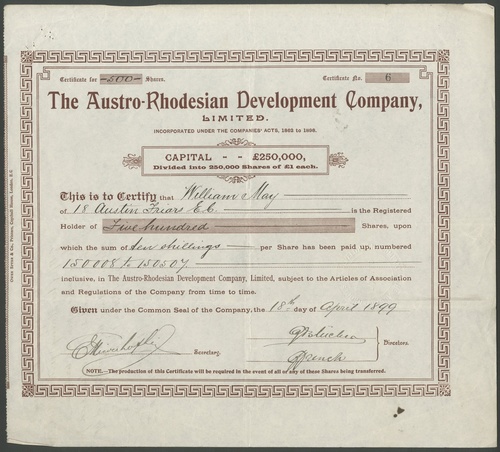 Certificate for -500- Shares. Certificate No. 6
The Austro-Rhodesian Development Company,
LIMITED.
INCORPORATED UNDER THE COMPANIES' ACTS, 1862 TO 1898.
CAPITAL - - £250,000,
Divided into 250,000 Shares of £1 each.
This is to Certify that William May
of 18 Austin Friars E.C. is the Registered
Holder of Five hundred Shares, upon
which the sum of ten shillings per Share has been paid up, numbered
150,008 to 150507
inclusive, in The Austro-Rhodesian Development Company, Limited, subject to the Articles of Association
and Regulations of the Company from time to time.
Given under the Common Seal of the Company, the 18th day of April 1899
Secretary.
French
Directors.
NOTE.—The production of this Certificate will be required in the event of all or any of these Shares being transferred.